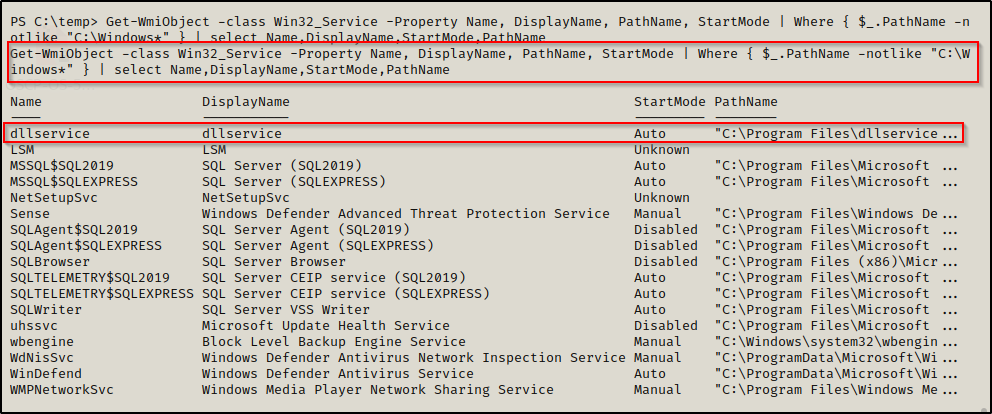 PS C:\temp> Get-WmiObject -class Win32_Service -Property Name, DisplayName, PathName, StartMode | Where { $_.PathName -n
otlike "C:\Windows*" } | select Name,DisplayName,StartMode,PathName
Get-WmiObject -class Win32_Service -Property Name, DisplayName, PathName, StartMode | Where { $_.PathName -notlike "C:\W
indows*" } | select Name,DisplayName,StartMode,PathName
Name DisplayName StartMode PathName
---- ----------- --------- --------
dllservice dllservice Auto "C:\Program Files\dllservice...
LSM LSM Unknown
MSSQL$SQL2019 SQL Server (SQL2019) Auto "C:\Program Files\Microsoft ...
MSSQL$SQLEXPRESS SQL Server (SQLEXPRESS) Auto "C:\Program Files\Microsoft ...
NetSetupSvc NetSetupSvc Unknown
Sense Windows Defender Advanced Threat Protection Service Manual "C:\Program Files\Windows De...
SQLAgent$SQL2019 SQL Server Agent (SQL2019) Disabled "C:\Program Files\Microsoft ...
SQLAgent$SQLEXPRESS SQL Server Agent (SQLEXPRESS) Disabled "C:\Program Files\Microsoft ...
SQLBrowser SQL Server Browser Disabled "C:\Program Files (x86)\Micr...
SQLTELEMETRY$SQL2019 SQL Server CEIP service (SQL2019) Auto "C:\Program Files\Microsoft ...
SQLTELEMETRY$SQLEXPRESS SQL Server CEIP service (SQLEXPRESS) Auto "C:\Program Files\Microsoft ...
SQLWriter SQL Server VSS Writer Auto "C:\Program Files\Microsoft ...
uhssvc Microsoft Update Health Service Disabled "C:\Program Files\Microsoft ...
wbengine Block Level Backup Engine Service Manual "C:\Windows\system32\wbengin...
WdNisSvc Windows Defender Antivirus Network Inspection Service Manual "C:\ProgramData\Microsoft\Wi...
WinDefend Windows Defender Antivirus Service Auto "C:\ProgramData\Microsoft\Wi...
WMPNetworkSvc Windows Media Player Network Sharing Service Manual "C:\Program Files\Windows Me...